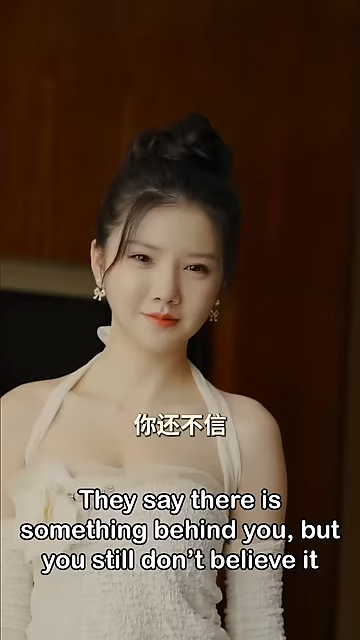 你还不信
They say there is
something behind you, but
you still don't believe it